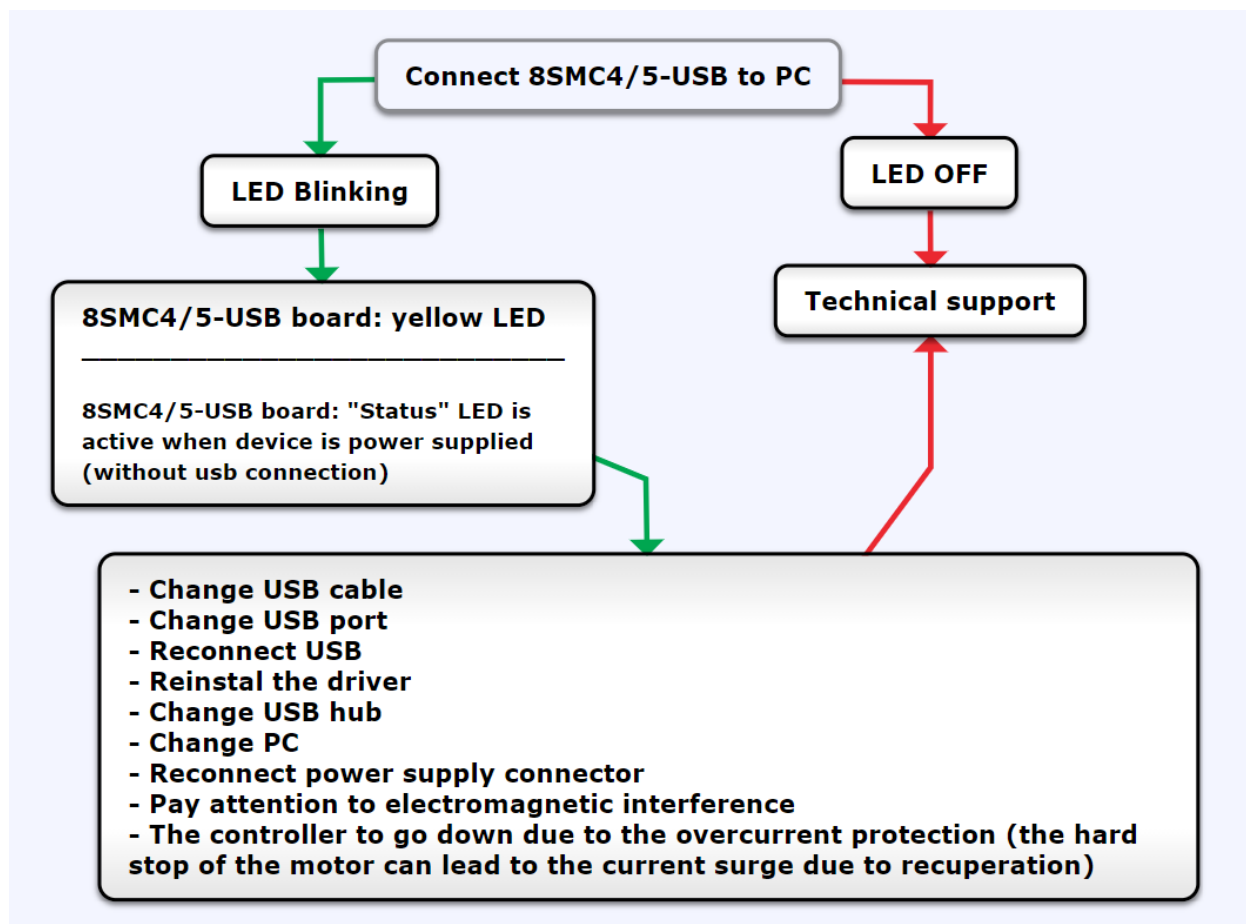 Connect 8SMC4/5-USB to PC
LED Blinking
LED OFF
8SMC4/5-USB board: yellow LED
Technical support
8SMC4/5-USB board: "Status" LED is
active when device is power supplied
(without usb connection)
- Change USB cable
- Change USB port
- Reconnect USB
- Reinstal the driver
- Change USB hub
- Change PC
- Reconnect power supply connector
- Pay attention to electromagnetic interference
- The controller to go down due to the overcurrent protection (the hard
stop of the motor can lead to the current surge due to recuperation)